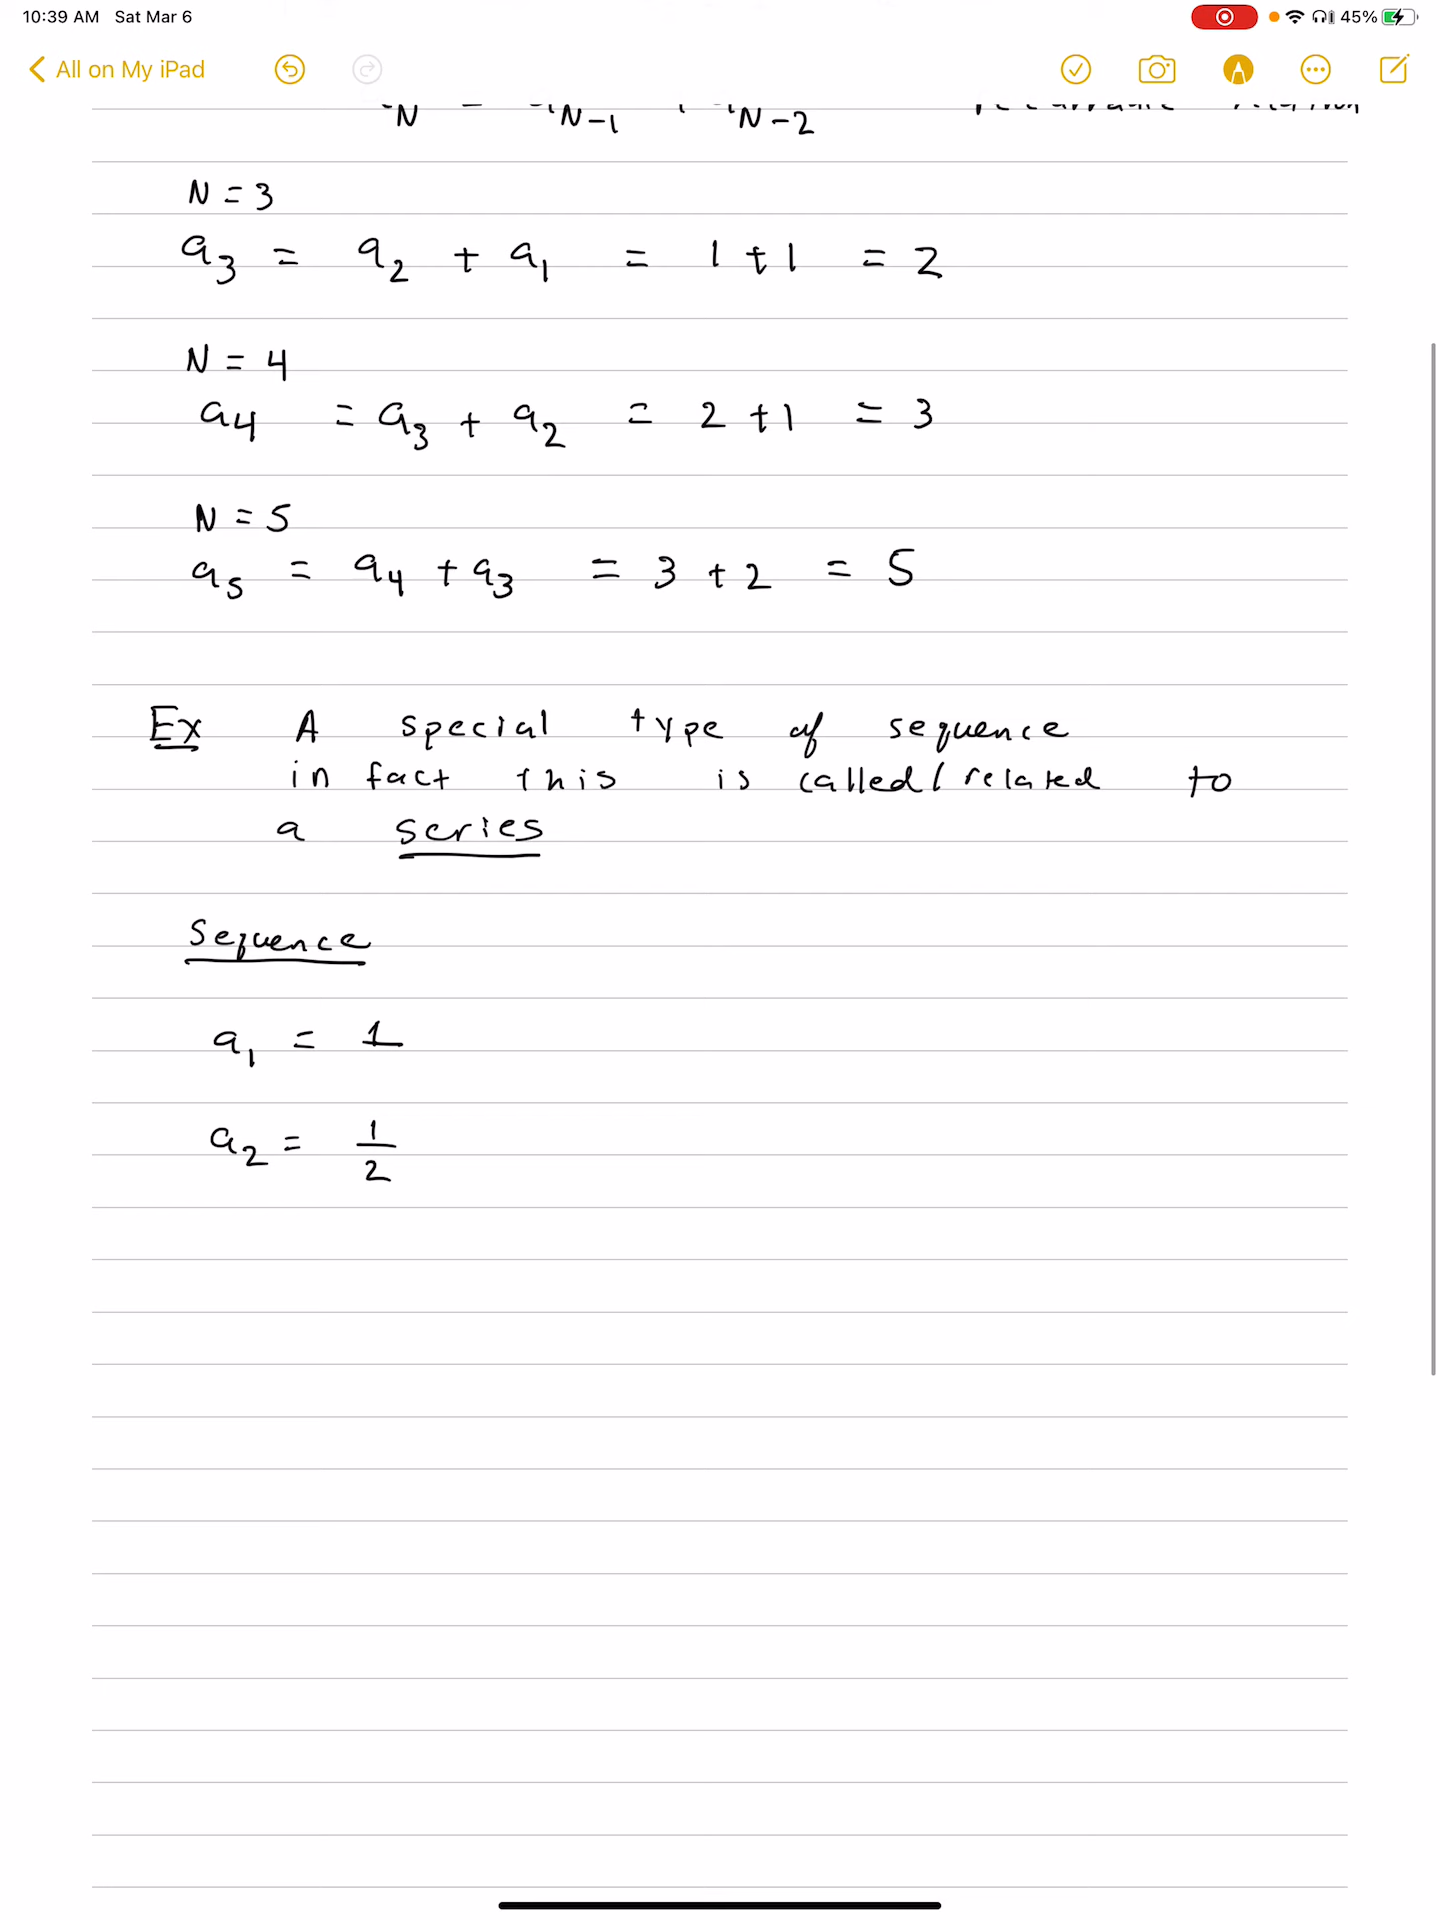 10:39 AM Sat Mar 6 45%
All on My iPad
N = N-1 + N-2
N = 3
a₃ = a₂ + a₁ = 1 + 1 = 2
N = 4
a₄ = a₃ + a₂ = 2 + 1 = 3
N = 5
a₅ = a₄ + a₃ = 3 + 2 = 5
Ex A special type of sequence
in fact this is called / related to
a series
Sequence
a₁ = 1
a₂ = 1/2